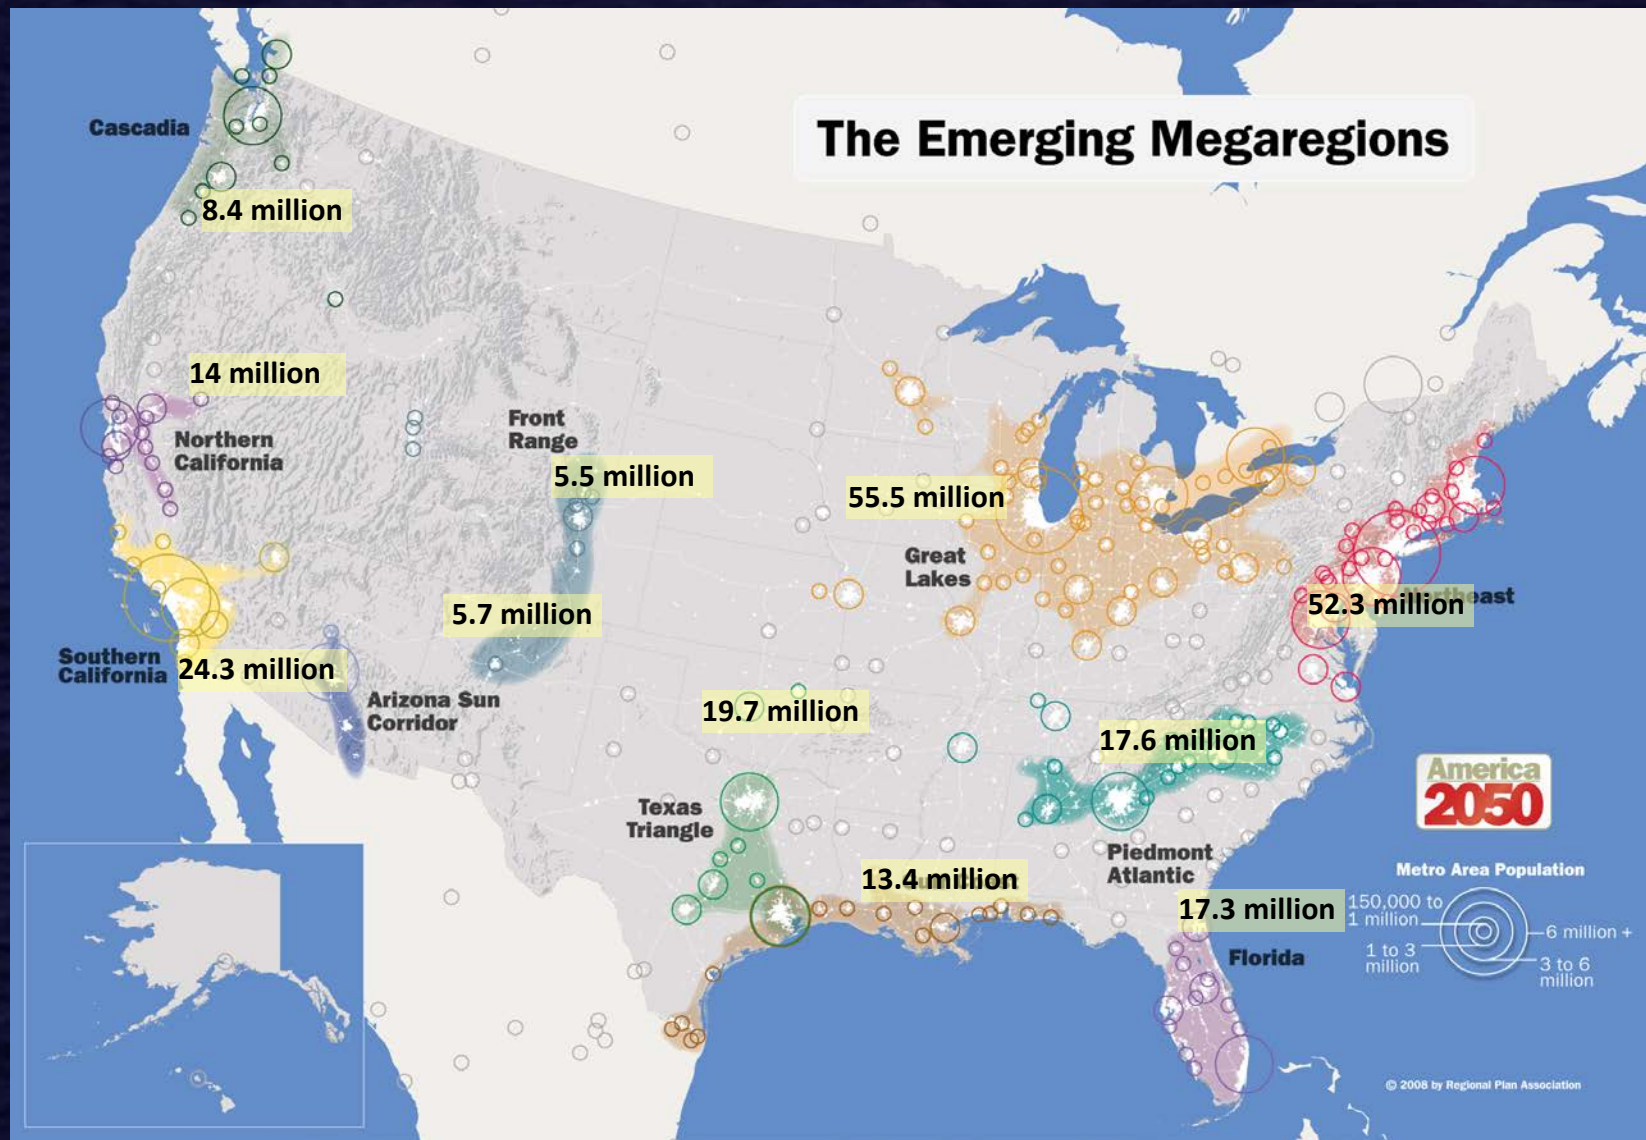 The Emerging Megaregions
Cascadia
8.4 million
14 million
Northern
California
Front
Range
5.5 million
55.5 million
Great
Lakes
52.3 million
5.7 million
Southern
California
24.3 million
Arizona Sun
Corridor
19.7 million
17.6 million
Texas
Triangle
Piedmont
Atlantic
13.4 million
17.3 million
Florida
America
2050
Metro Area Population
150,000 to
1 million
1 to 3
million
6 million +
3 to 6
million
© 2008 by Regional Plan Association